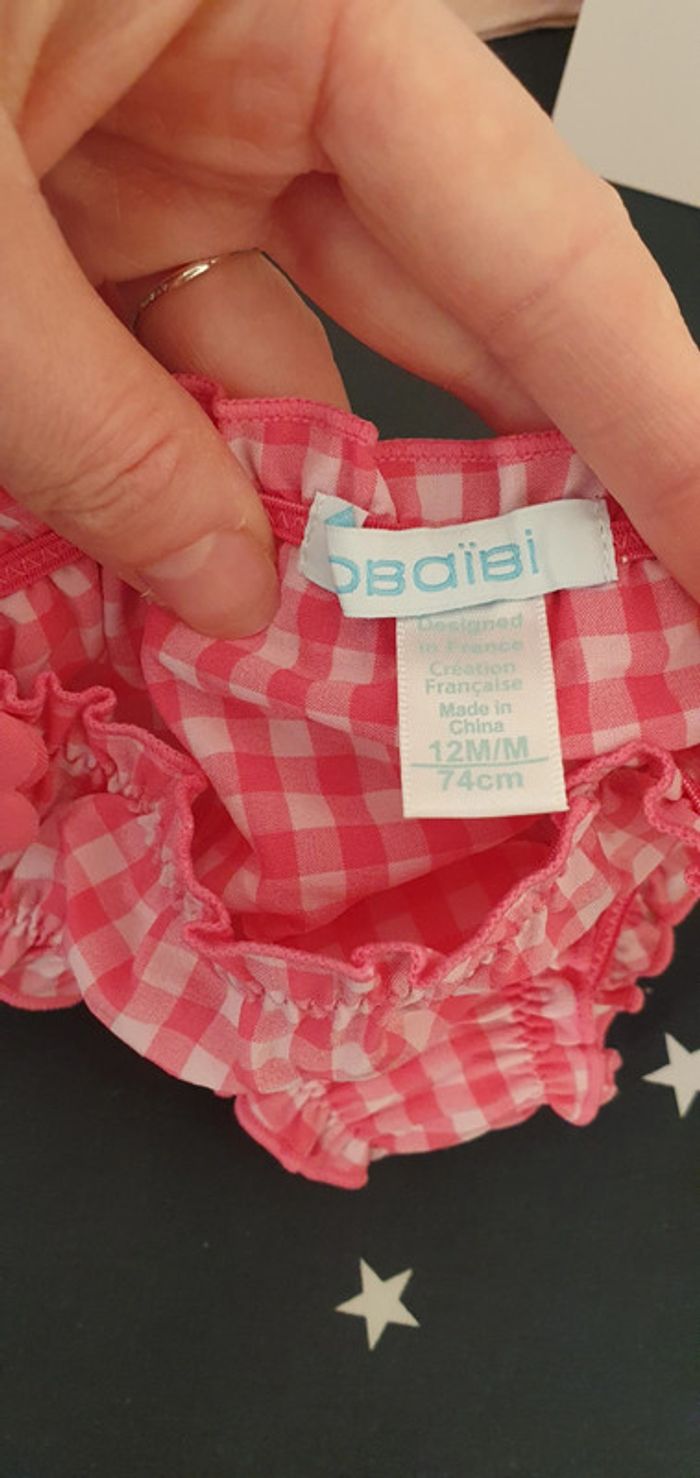 OBaïBi
Designed
in France
Création
Française
Made in
China
12M/M
74cm